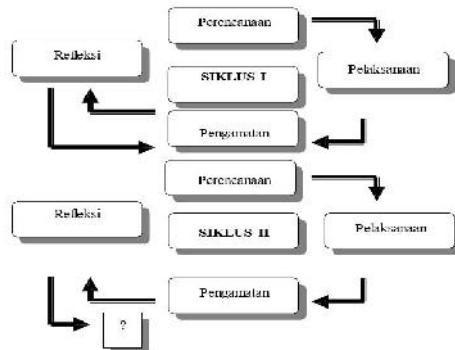 Perencanaan
Refleksi
Pelaksanaan
SIKLUS I
Pengamatan
Perencanaan
Refleksi
Pelaksanaan
SIKLUS II
Pengamatan
?